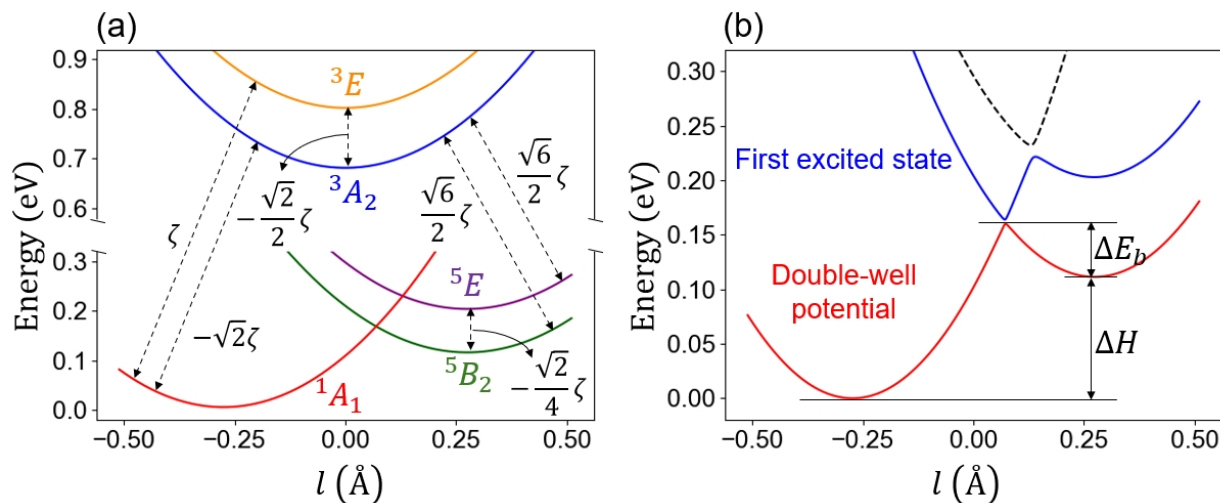 (a)
Energy (eV)
0.9
0.8
0.7
0.6
0.3
0.2
0.1
0.0
³E
³A₂
ζ
−√2/2 ζ
√6/2 ζ
√6/2 ζ
−√2ζ
⁵E
⁵B₂
¹A₁
−√2/4 ζ
−0.50 −0.25 0.00 0.25 0.50
l (Å)
(b)
Energy (eV)
0.30
0.25
0.20
0.15
0.10
0.05
0.00
First excited state
Double-well
potential
ΔE_b
ΔH
−0.50 −0.25 0.00 0.25 0.50
l (Å)